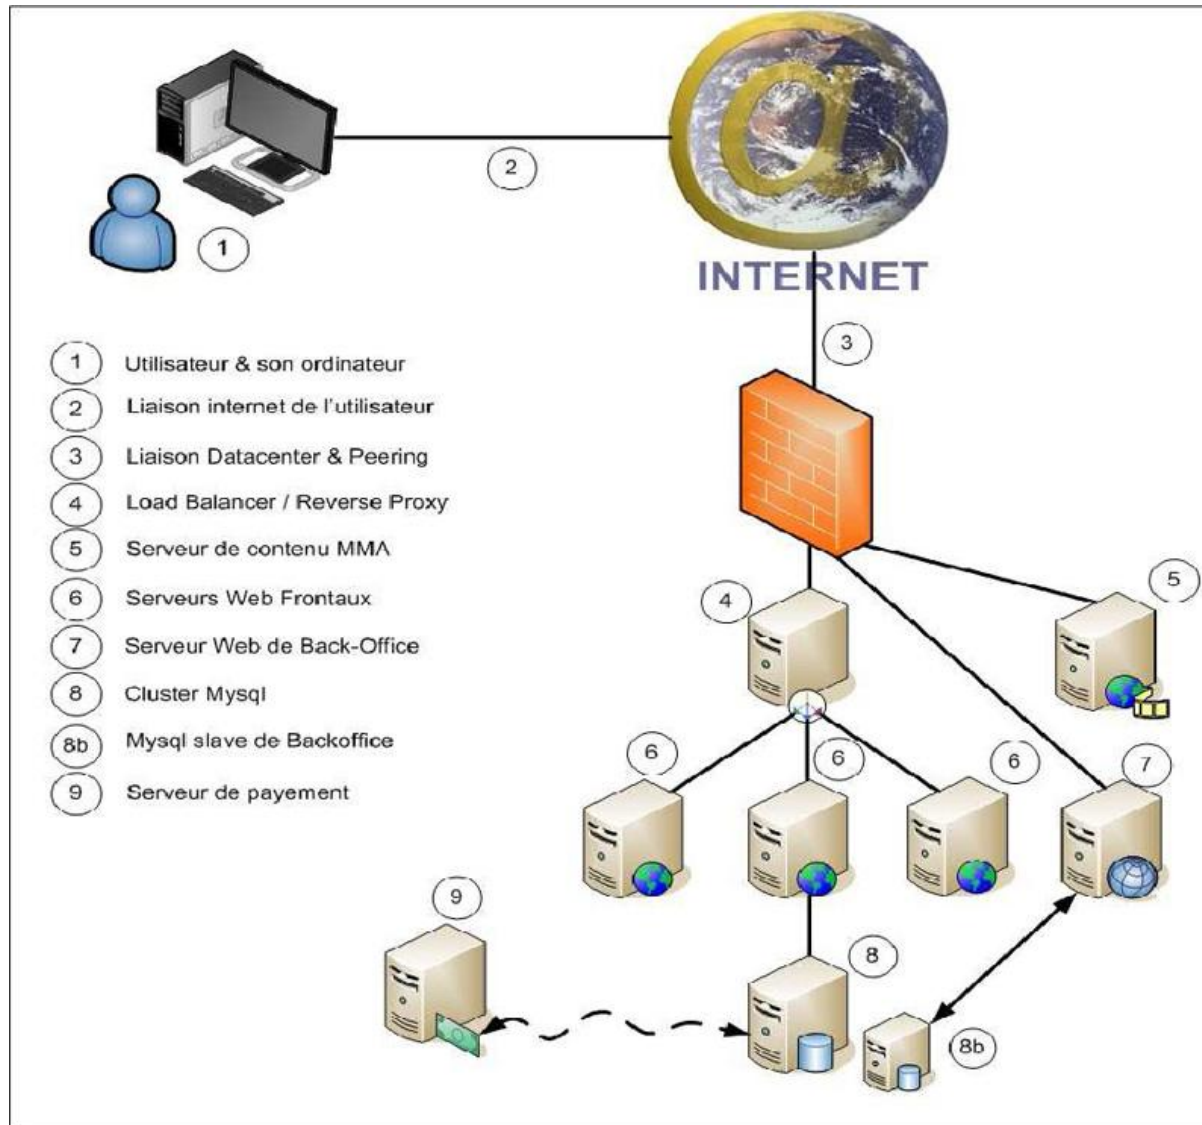 2
1
INTERNET
3
1 Utilisateur & son ordinateur
2 Liaison internet de l'utilisateur
3 Liaison Datacenter & Peering
4 Load Balancer / Reverse Proxy
5 Serveur de contenu MMA
6 Serveurs Web Frontaux
7 Serveur Web de Back-Office
8 Cluster Mysql
8b Mysql slave de Backoffice
9 Serveur de payement
4
5
6
6
6
7
9
8
8b